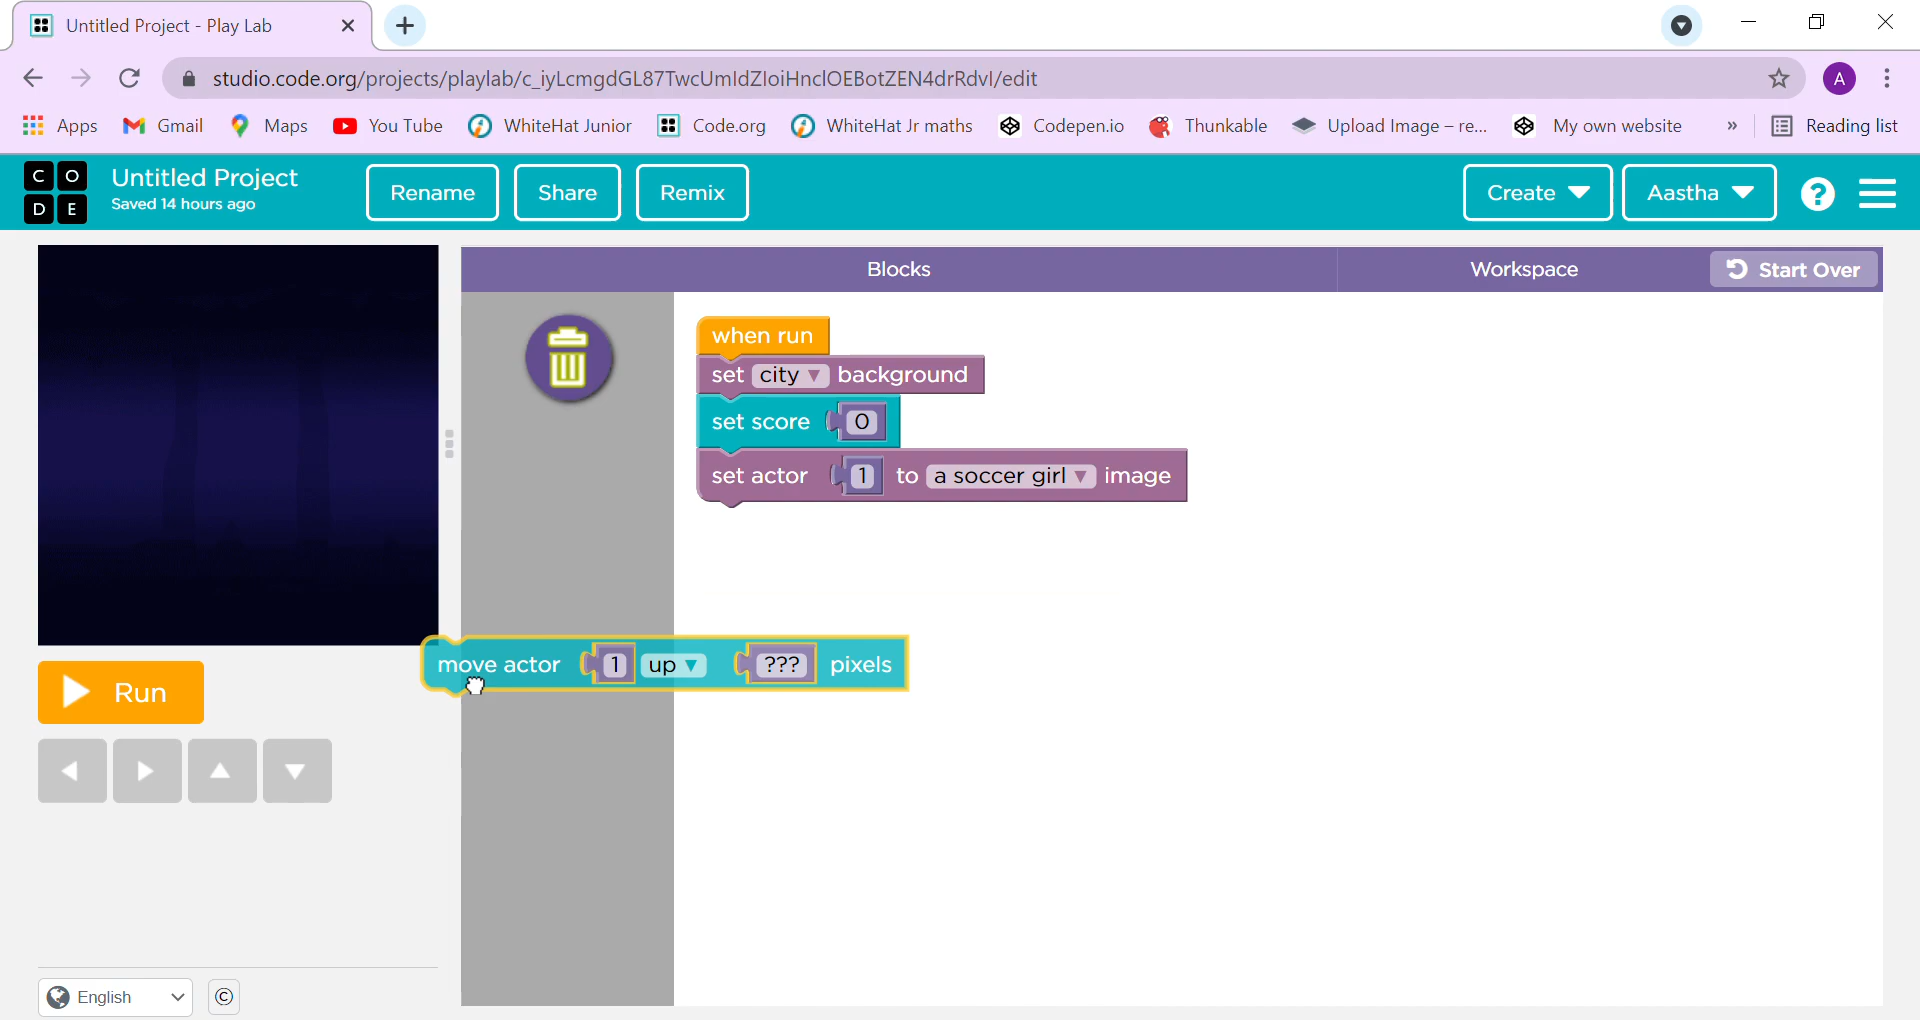 Untitled Project - Play Lab
studio.code.org/projects/playlab/c_iyLcmgdGL87TwcUmIdZIoiHnclOEBotZEN4drRdvI/edit
A
Apps Gmail Maps You Tube WhiteHat Junior Code.org WhiteHat Jr maths Codepen.io Thunkable Upload Image – re... My own website » Reading list
C O
D E
Untitled Project
Saved 14 hours ago
Rename Share Remix Create Aastha ?
Blocks Workspace Start Over
when run
set city background
set score 0
set actor 1 to a soccer girl image
move actor 1 up ??? pixels
Run
English ©